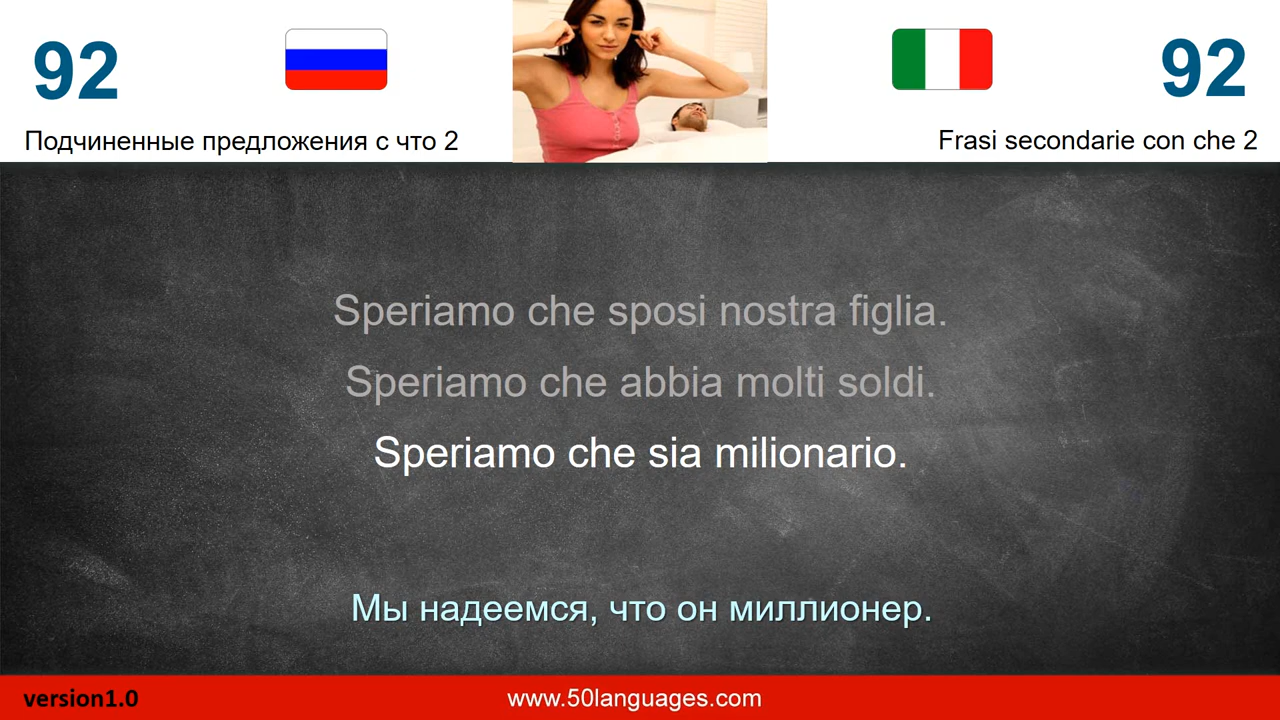 92
92
Подчиненные предложения с что 2
Frasi secondarie con che 2
Speriamo che sposi nostra figlia.
Speriamo che abbia molti soldi.
Speriamo che sia milionario.
Мы надеемся, что он миллионер.
version1.0
www.50languages.com